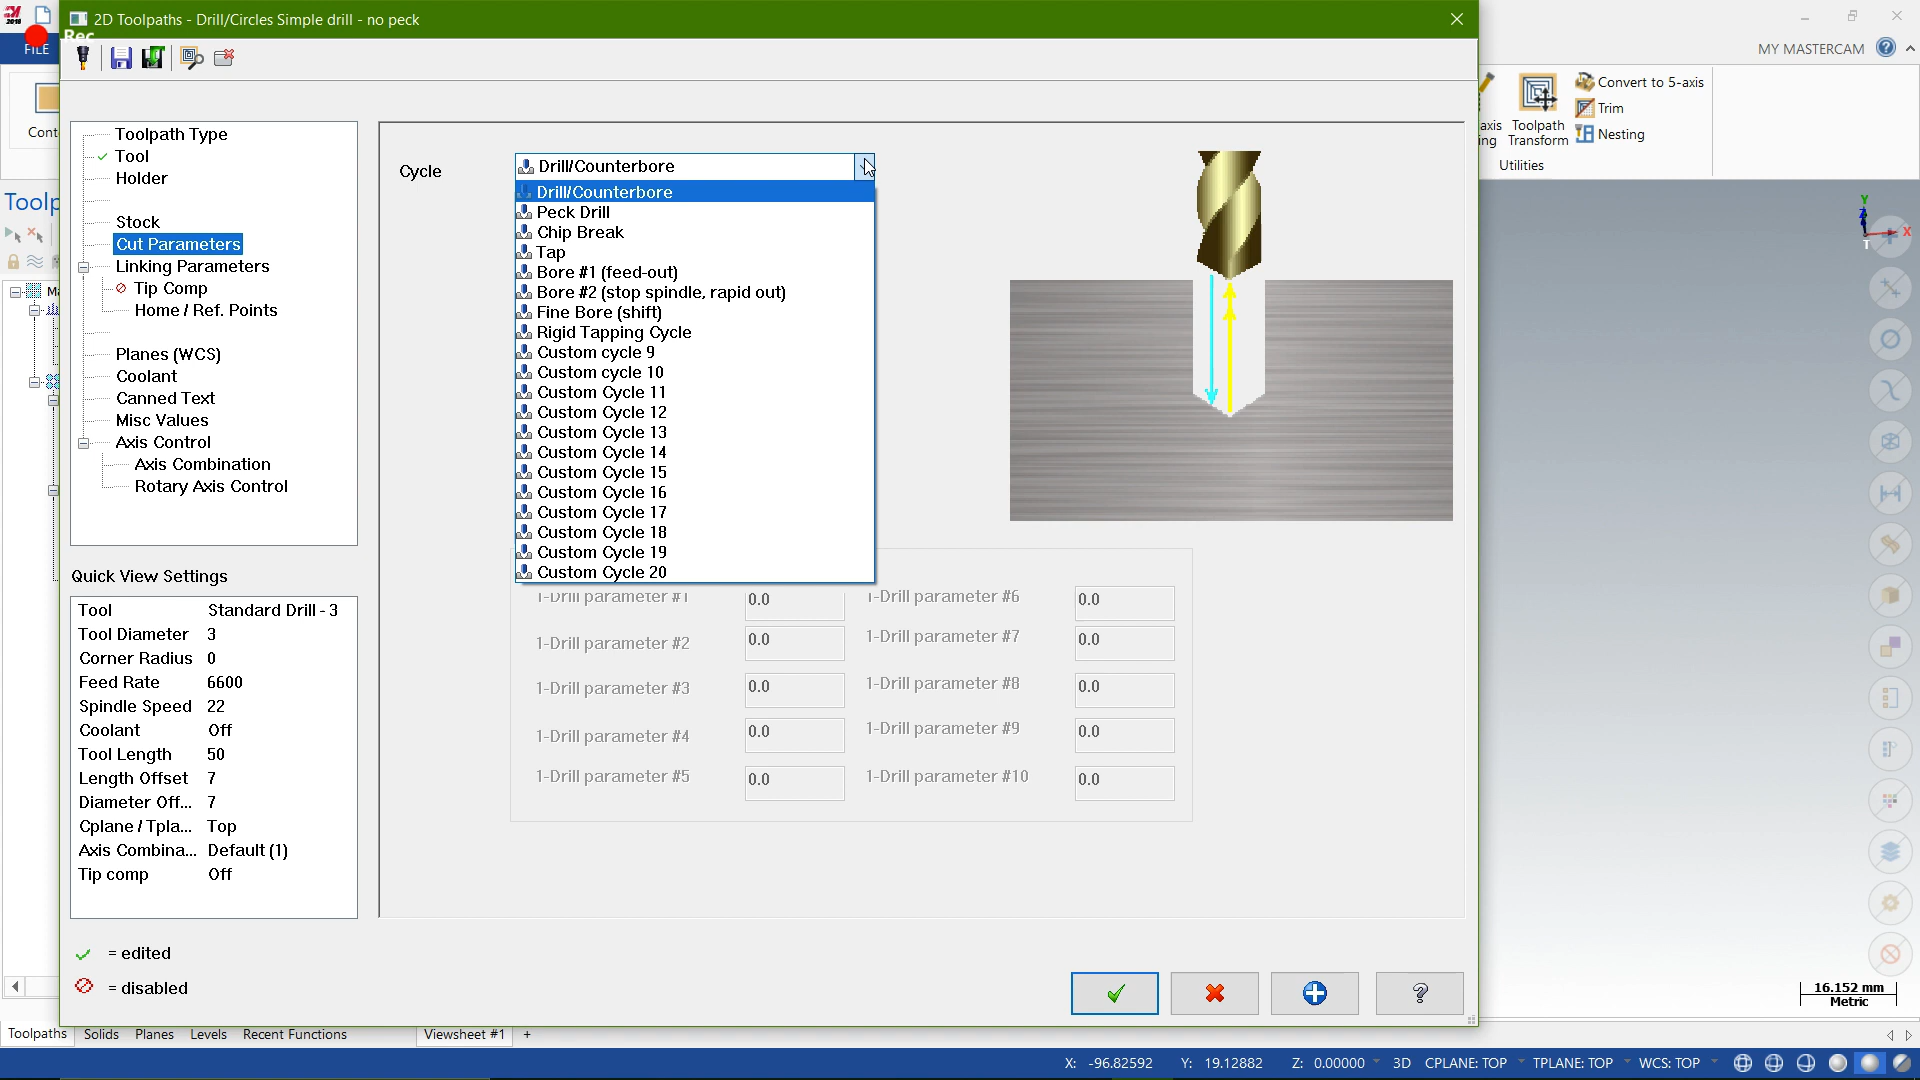 2D Toolpaths - Drill/Circles Simple drill - no peck
2018
Rec
FILE
MY MASTERCAM
Convert to 5-axis
Trim
Nesting
Toolpath
Transform
Utilities
Toolpath Type
Tool
Holder
Stock
Cut Parameters
Linking Parameters
Tip Comp
Home / Ref. Points
Planes (WCS)
Coolant
Canned Text
Misc Values
Axis Control
Axis Combination
Rotary Axis Control
Cycle
Drill/Counterbore
Drill/Counterbore
Peck Drill
Chip Break
Tap
Bore #1 (feed-out)
Bore #2 (stop spindle, rapid out)
Fine Bore (shift)
Rigid Tapping Cycle
Custom cycle 9
Custom cycle 10
Custom Cycle 11
Custom Cycle 12
Custom Cycle 13
Custom Cycle 14
Custom Cycle 15
Custom Cycle 16
Custom Cycle 17
Custom Cycle 18
Custom Cycle 19
Custom Cycle 20
1-Drill parameter #1 0.0 1-Drill parameter #6 0.0
1-Drill parameter #2 0.0 1-Drill parameter #7 0.0
1-Drill parameter #3 0.0 1-Drill parameter #8 0.0
1-Drill parameter #4 0.0 1-Drill parameter #9 0.0
1-Drill parameter #5 0.0 1-Drill parameter #10 0.0
Quick View Settings
Tool Standard Drill - 3
Tool Diameter 3
Corner Radius 0
Feed Rate 6600
Spindle Speed 22
Coolant Off
Tool Length 50
Length Offset 7
Diameter Off... 7
Cplane / Tpla... Top
Axis Combina... Default (1)
Tip comp Off
= edited
= disabled
Y
Z
X
T
16.152 mm
Metric
Toolpaths Solids Planes Levels Recent Functions Viewsheet #1 +
X: -96.82592 Y: 19.12882 Z: 0.00000 3D CPLANE: TOP TPLANE: TOP WCS: TOP